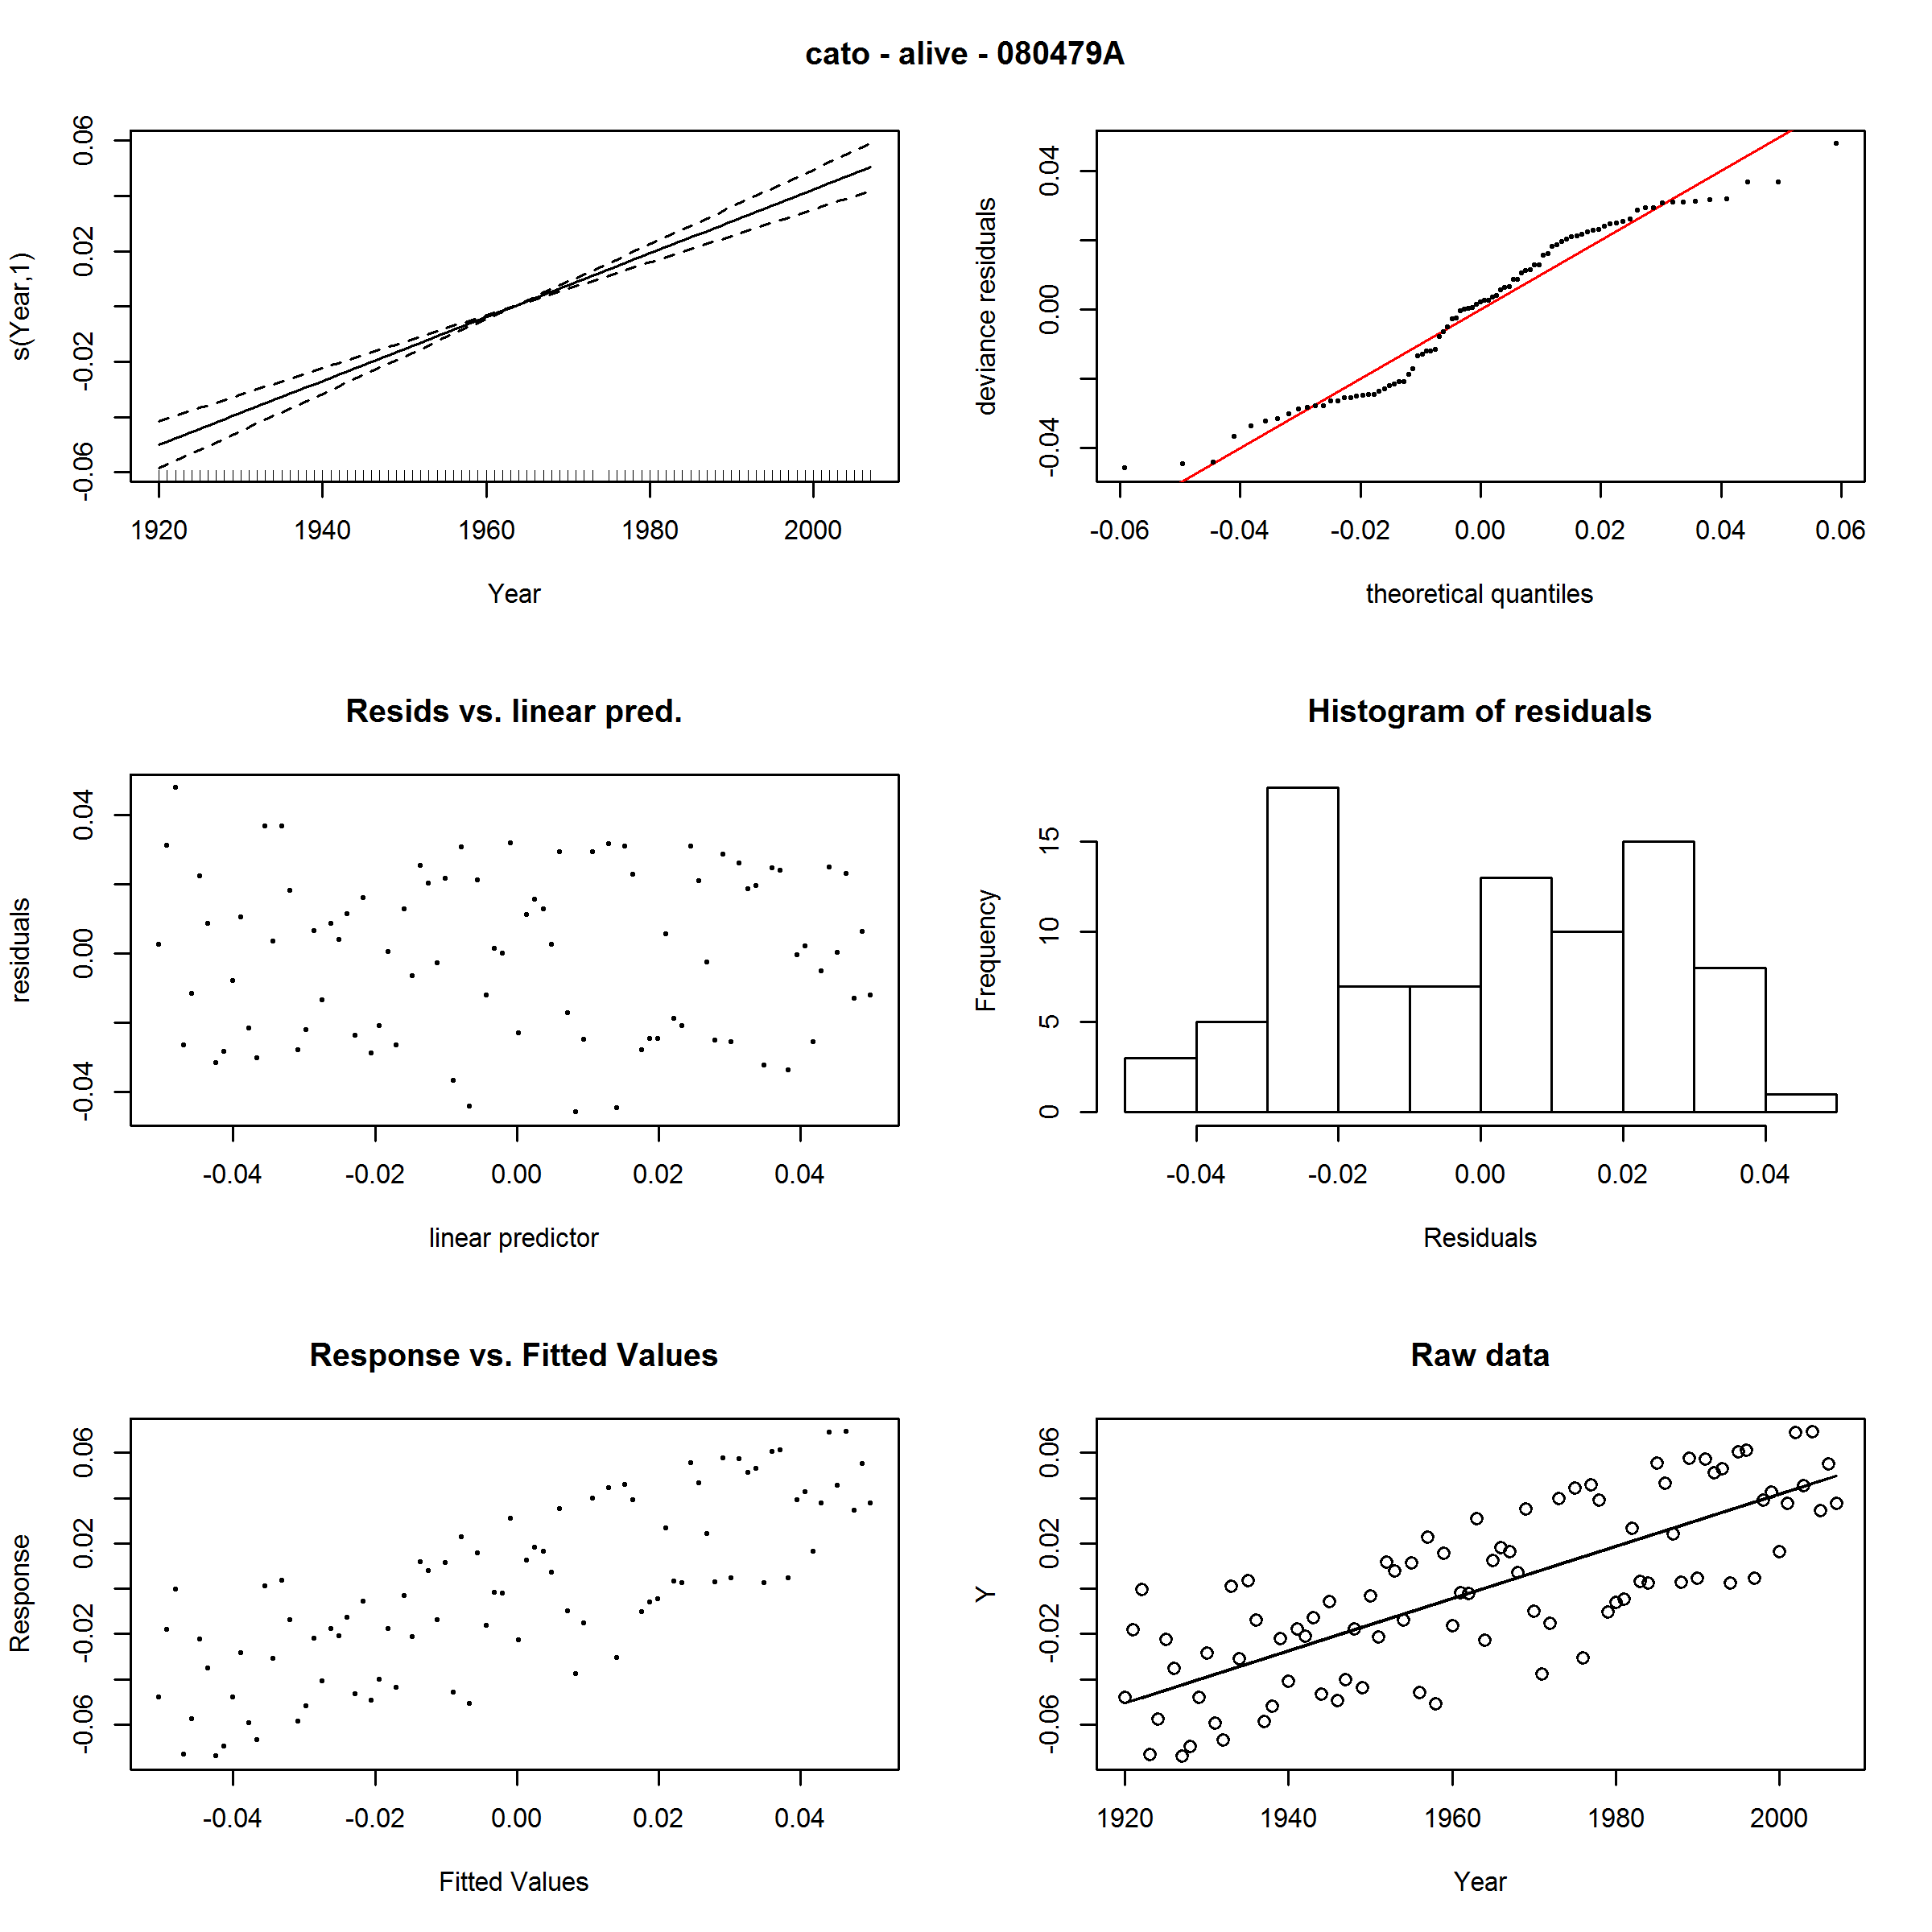 cato - alive - 080479A
s(Year,1)
-0.06 -0.02 0.02 0.06
1920 1940 1960 1980 2000
Year
deviance residuals
-0.04 0.00 0.04
-0.06 -0.04 -0.02 0.00 0.02 0.04 0.06
theoretical quantiles
Resids vs. linear pred.
residuals
-0.04 0.00 0.04
-0.04 -0.02 0.00 0.02 0.04
linear predictor
Histogram of residuals
Frequency
0 5 10 15
-0.04 -0.02 0.00 0.02 0.04
Residuals
Response vs. Fitted Values
Response
-0.06 -0.02 0.02 0.06
-0.04 -0.02 0.00 0.02 0.04
Fitted Values
Raw data
Y
-0.06 -0.02 0.02 0.06
1920 1940 1960 1980 2000
Year